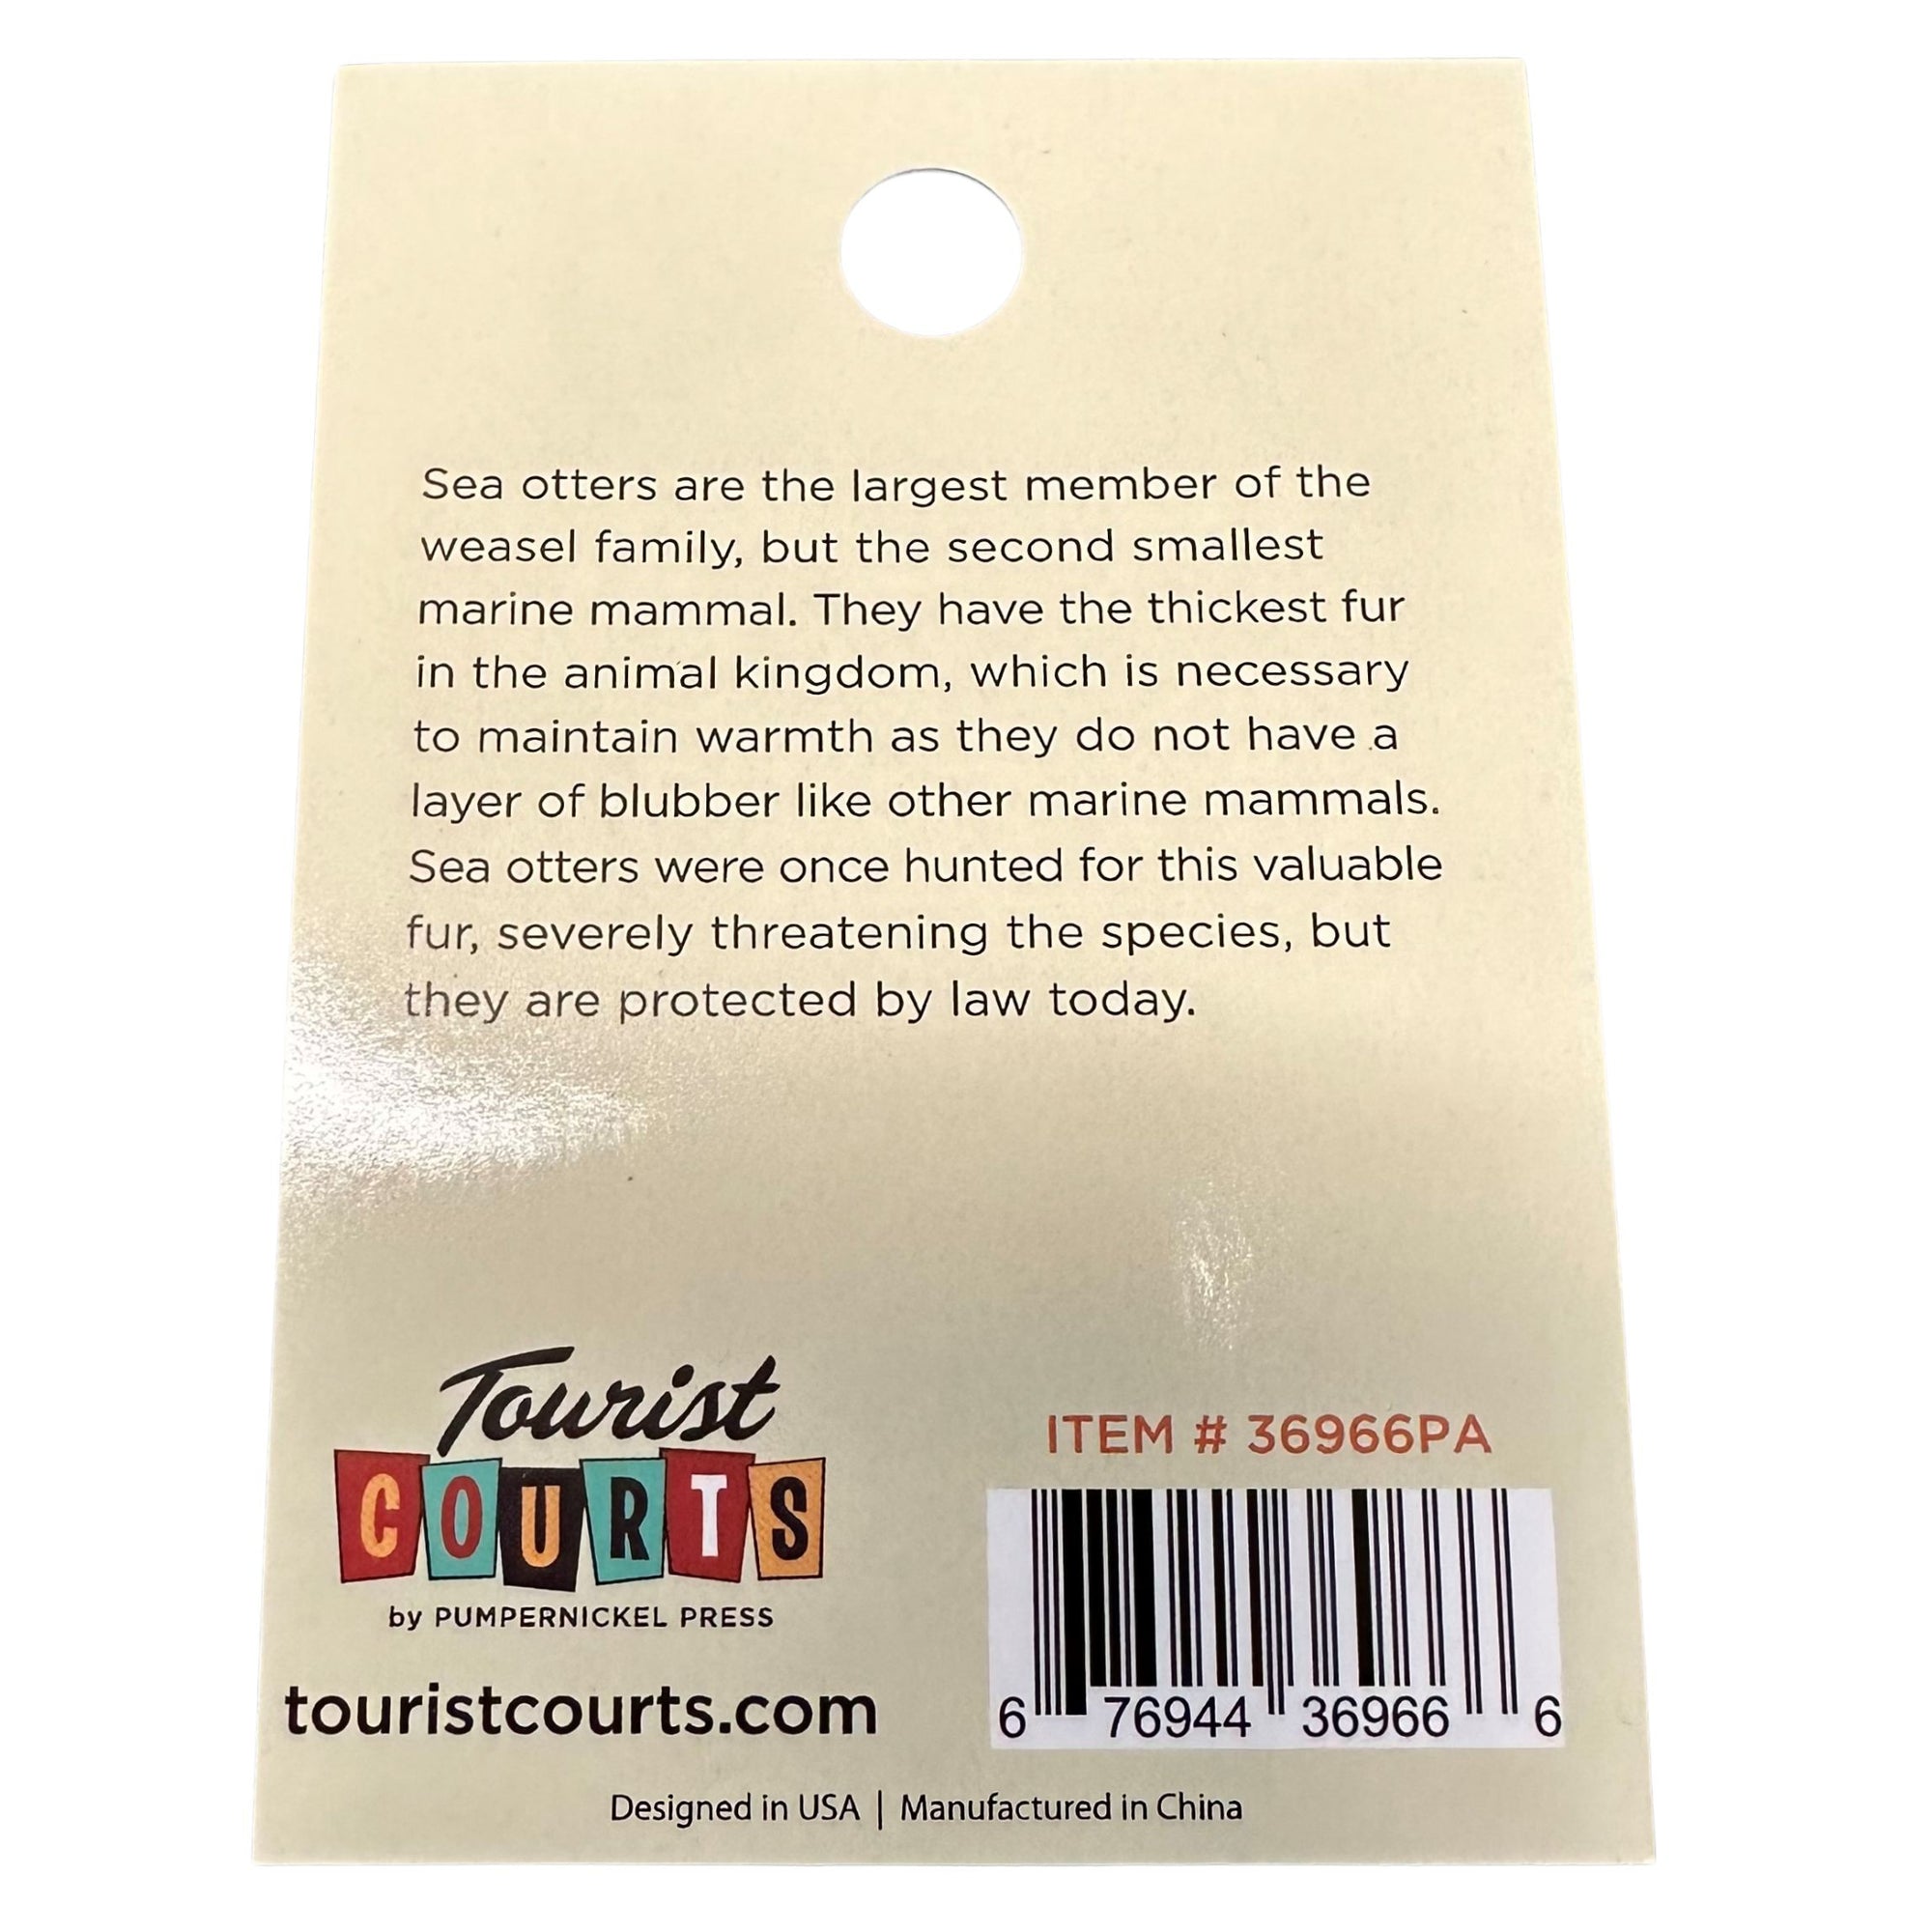 Sea otters are the largest member of the
weasel family, but the second smallest
marine mammal. They have the thickest fur
in the animal kingdom, which is necessary
to maintain warmth as they do not have a
layer of blubber like other marine mammals.
Sea otters were once hunted for this valuable
fur, severely threatening the species, but
they are protected by law today.
Tourist
COURTS
by PUMPERNICKEL PRESS
touristcourts.com
ITEM # 36966PA
6 76944 36966 6
Designed in USA | Manufactured in China